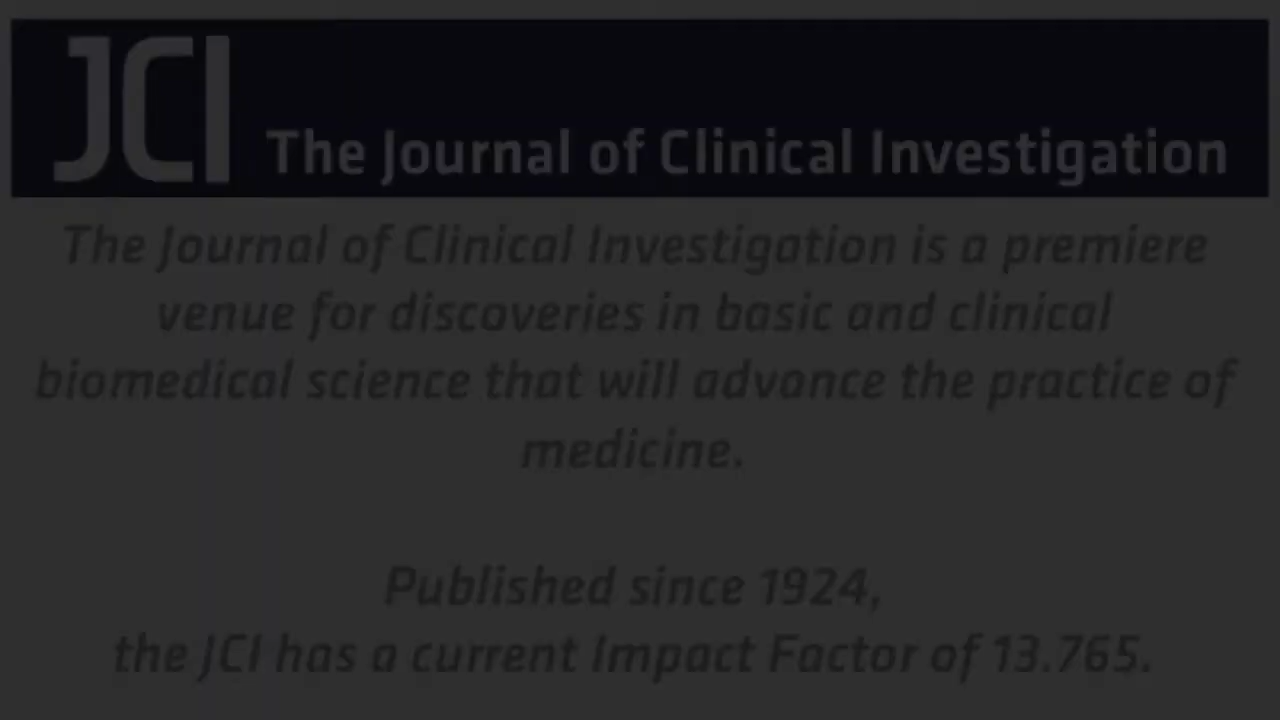 JCI The Journal of Clinical Investigation
The Journal of Clinical Investigation is a premiere
venue for discoveries in basic and clinical
biomedical science that will advance the practice of
medicine.
Published since 1924,
the JCI has a current Impact Factor of 13.765.